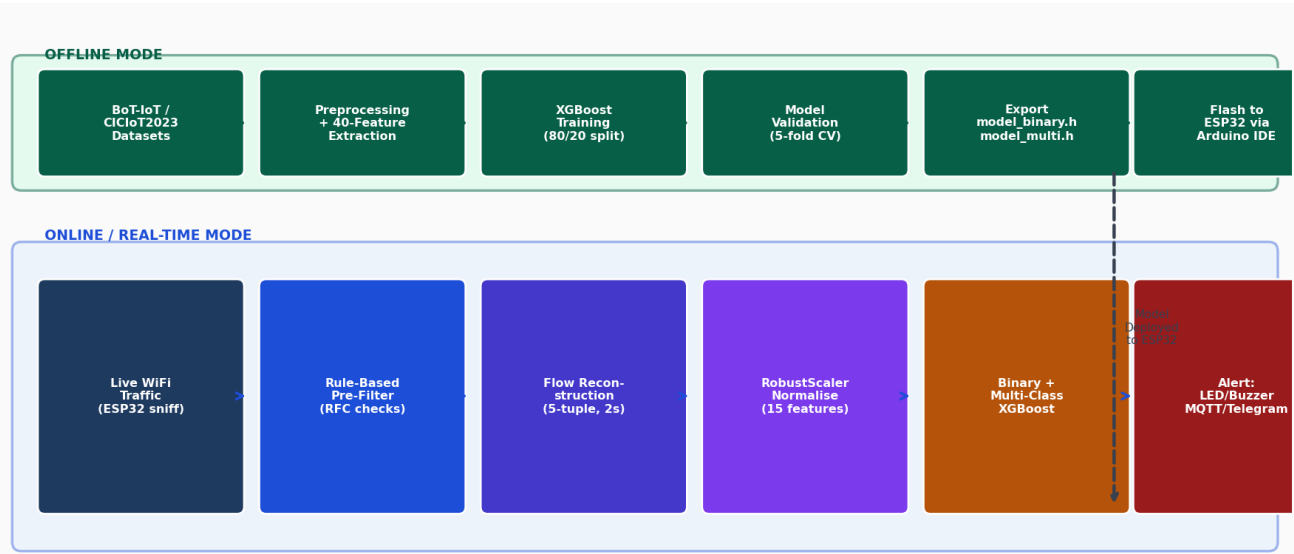 OFFLINE MODE
BoT-IoT /
CICIoT2023
Datasets
Preprocessing
+ 40-Feature
Extraction
XGBoost
Training
(80/20 split)
Model
Validation
(5-fold CV)
Export
model_binary.h
model_multi.h
Flash to
ESP32 via
Arduino IDE
ONLINE / REAL-TIME MODE
Live WiFi
Traffic
(ESP32 sniff)
Rule-Based
Pre-Filter
(RFC checks)
Flow Recon-
struction
(5-tuple, 2s)
RobustScaler
Normalise
(15 features)
Binary +
Multi-Class
XGBoost
Model
Deployed
Alert:
LED/Buzzer
MQTT/Telegram